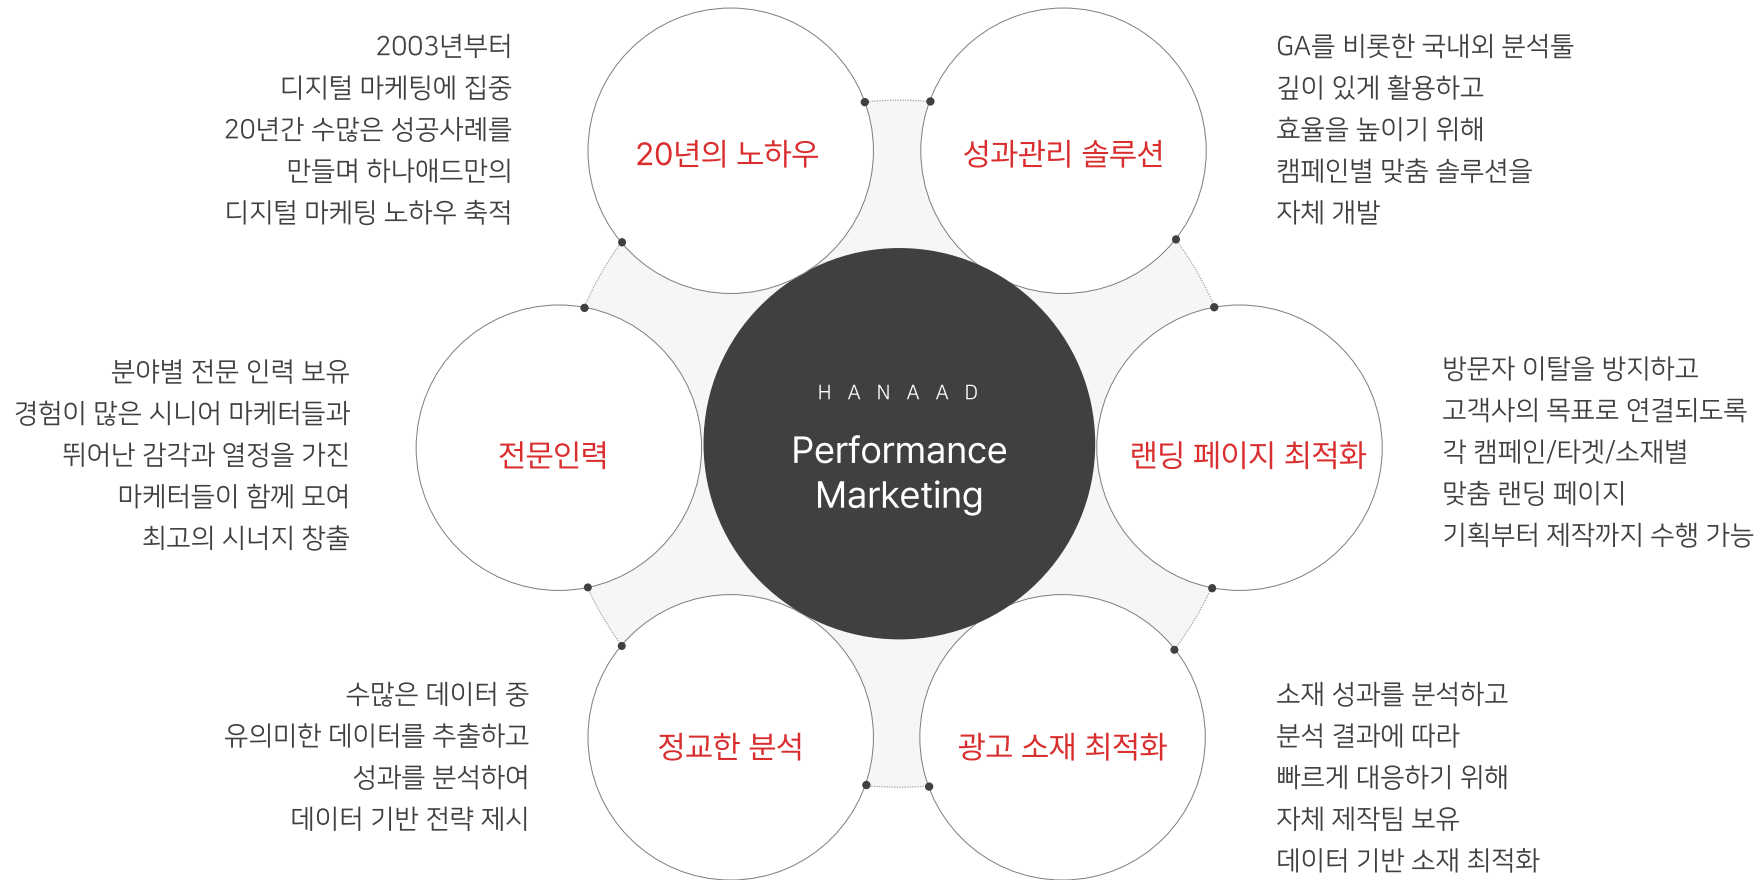 2003년부터
디지털 마케팅에 집중
20년간 수많은 성공사례를
만들며 하나애드만의
디지털 마케팅 노하우 축적
20년의 노하우
성과관리 솔루션
GA를 비롯한 국내외 분석툴
깊이 있게 활용하고
효율을 높이기 위해
캠페인별 맞춤 솔루션을
자체 개발
분야별 전문 인력 보유
경험이 많은 시니어 마케터들과
뛰어난 감각과 열정을 가진
마케터들이 함께 모여
최고의 시너지 창출
전문인력
HANAAD
Performance
Marketing
랜딩 페이지 최적화
방문자 이탈을 방지하고
고객사의 목표로 연결되도록
각 캠페인/타겟/소재별
맞춤 랜딩 페이지
기획부터 제작까지 수행 가능
수많은 데이터 중
유의미한 데이터를 추출하고
성과를 분석하여
데이터 기반 전략 제시
정교한 분석
광고 소재 최적화
소재 성과를 분석하고
분석 결과에 따라
빠르게 대응하기 위해
자체 제작팀 보유
데이터 기반 소재 최적화